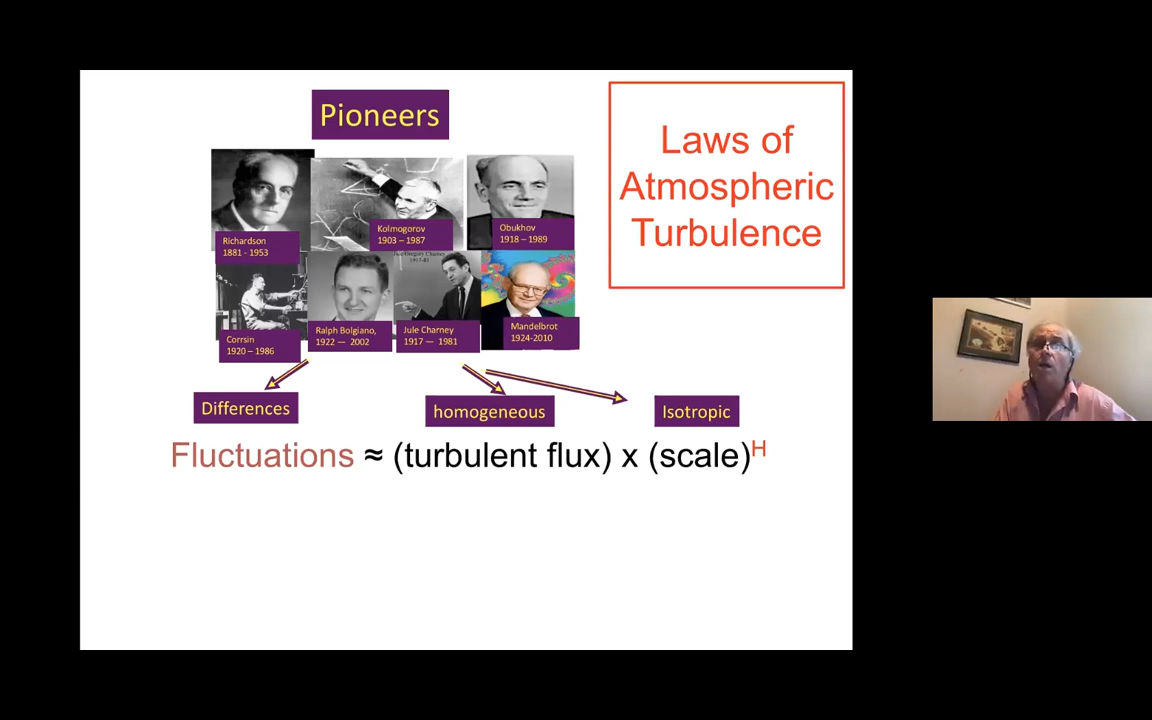 Pioneers
Laws of
Atmospheric
Turbulence
Richardson
1881 - 1953
Kolmogorov
1903 – 1987
Obukhov
1918 – 1989
Corrsin
1920 – 1986
Ralph Bolgiano,
1922 — 2002
Jule Charney
1917 — 1981
Mandelbrot
1924-2010
Differences
homogeneous
Isotropic
Fluctuations ≈ (turbulent flux) x (scale)^H